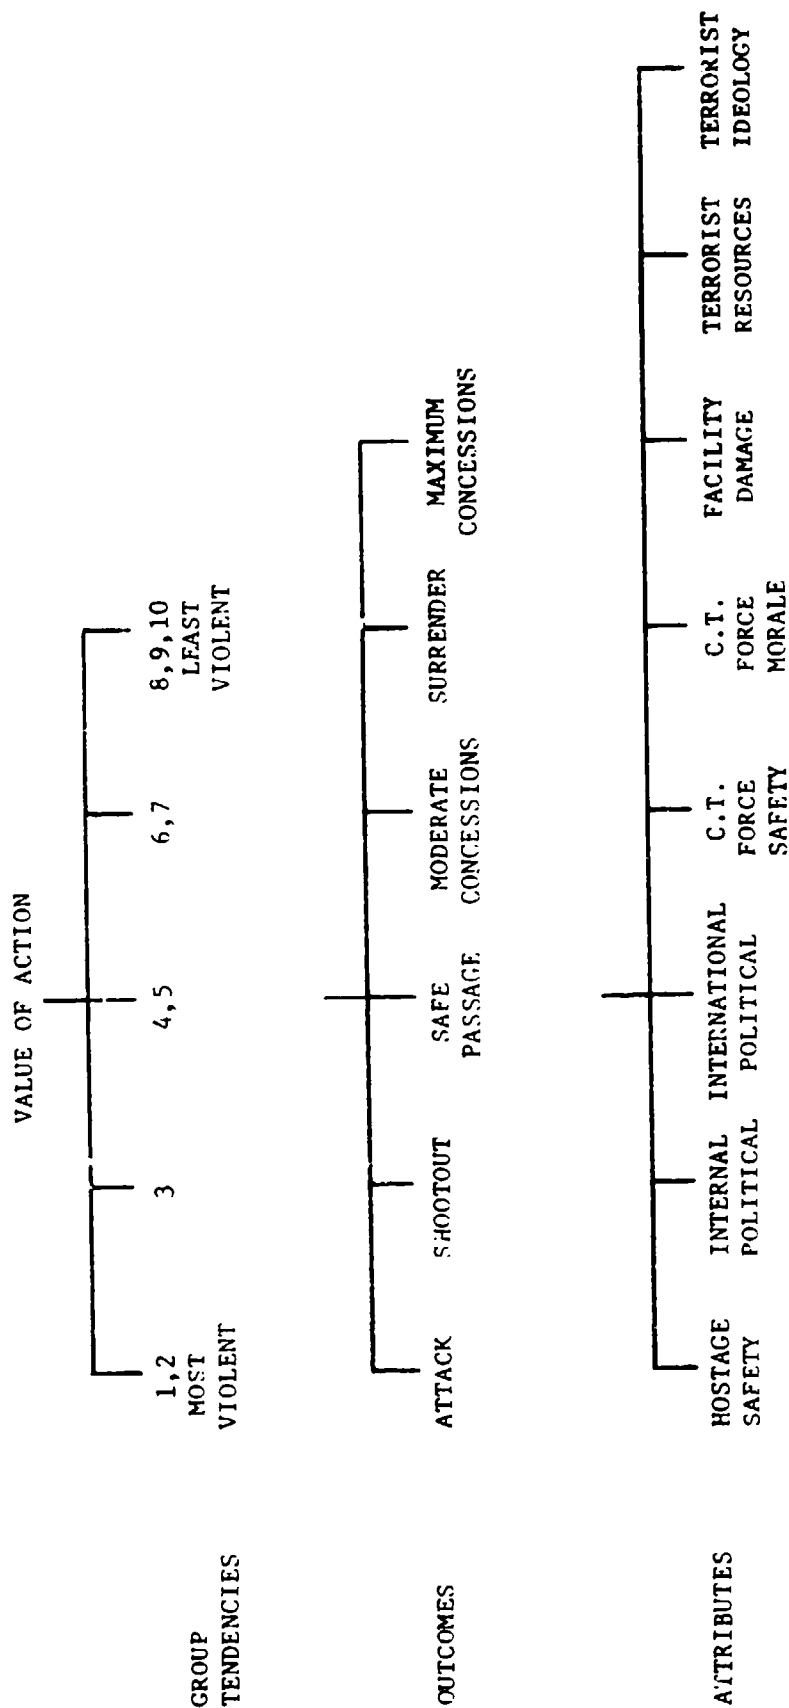 VALUE OF ACTION
GROUP
TENDENCIES
1,2
MOST
VIOLENT
3
4,5
6,7
8,9,10
LEAST
VIOLENT
OUTCOMES
ATTACK
SHOOTOUT
SAFE
PASSAGE
MODERATE
CONCESSIONS
SURRENDER
MAXIMUM
CONCESSIONS
ATTRIBUTES
HOSTAGE
SAFETY
INTERNAL
POLITICAL
INTERNATIONAL
POLITICAL
C.T.
FORCE
SAFETY
C.T.
FORCE
MORALE
FACILITY
DAMAGE
TERRORIST
RESOURCES
TERRORIST
IDEOLOGY